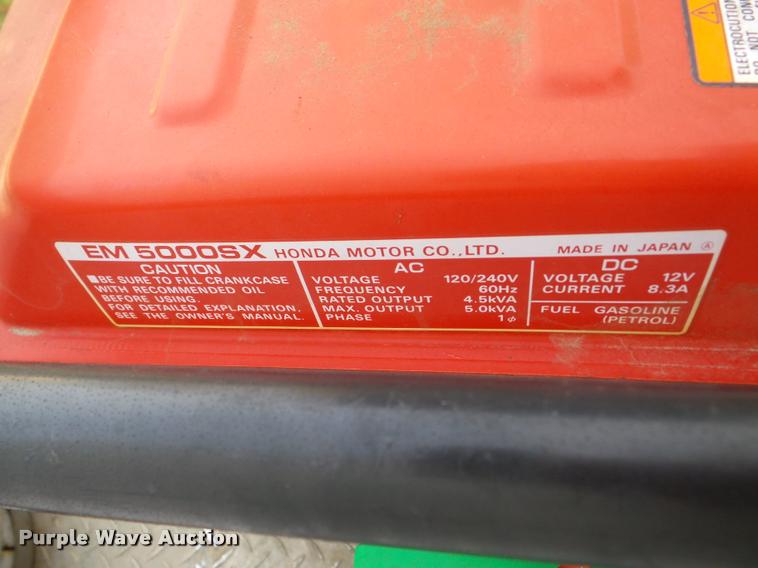 ELECTROCUTION
DO NOT CONN
EM 5000SX HONDA MOTOR CO.,LTD. MADE IN JAPAN Ⓐ
CAUTION
■BE SURE TO FILL CRANKCASE
WITH RECOMMENDED OIL
BEFORE USING.
FOR DETAILED EXPLANATION,
SEE THE OWNER'S MANUAL.
AC
VOLTAGE 120/240V
FREQUENCY 60Hz
RATED OUTPUT 4.5kVA
MAX. OUTPUT 5.0kVA
PHASE 1ϕ
DC
VOLTAGE 12V
CURRENT 8.3A
FUEL GASOLINE
(PETROL)
Purple Wave Auction